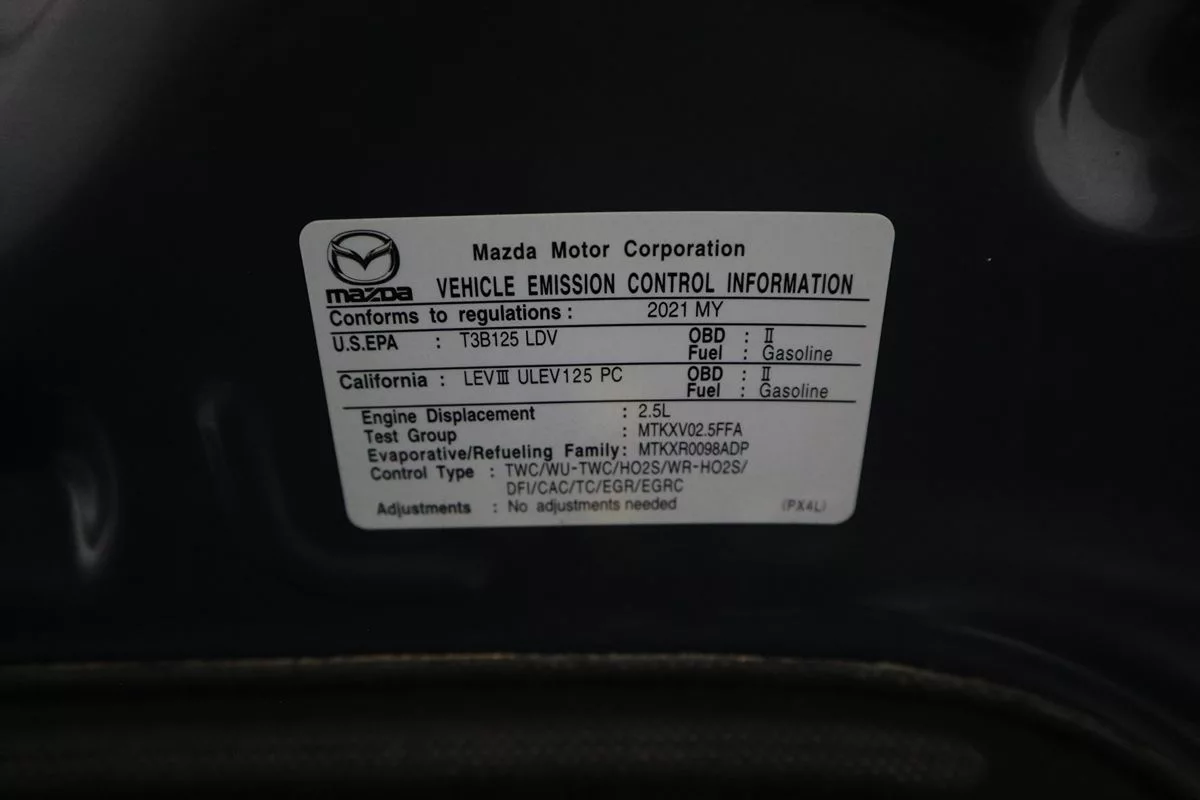 Mazda Motor Corporation
mazda VEHICLE EMISSION CONTROL INFORMATION
Conforms to regulations : 2021 MY
U.S.EPA : T3B125 LDV OBD : Ⅱ
Fuel : Gasoline
California : LEVⅢ ULEV125 PC OBD : Ⅱ
Fuel : Gasoline
Engine Displacement : 2.5L
Test Group : MTKXV02.5FFA
Evaporative/Refueling Family : MTKXR0098ADP
Control Type : TWC/WU-TWC/HO2S/WR-HO2S/
DFI/CAC/TC/EGR/EGRC
Adjustments : No adjustments needed (PX4L)